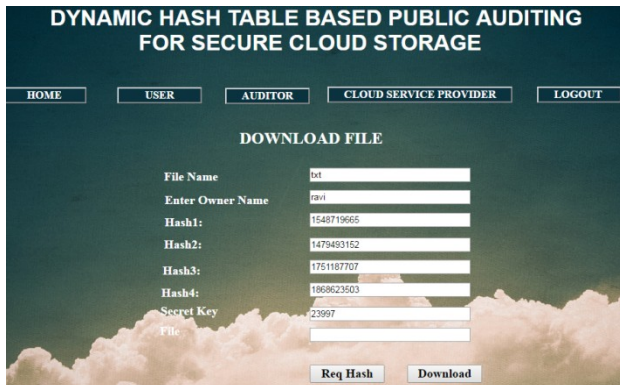 DYNAMIC HASH TABLE BASED PUBLIC AUDITING
FOR SECURE CLOUD STORAGE
HOME USER AUDITOR CLOUD SERVICE PROVIDER LOGOUT
DOWNLOAD FILE
File Name txt
Enter Owner Name ravi
Hash1: 1548719665
Hash2: 1479493152
Hash3: 1751187707
Hash4: 1868623503
Secret Key 23997
File
Req Hash Download